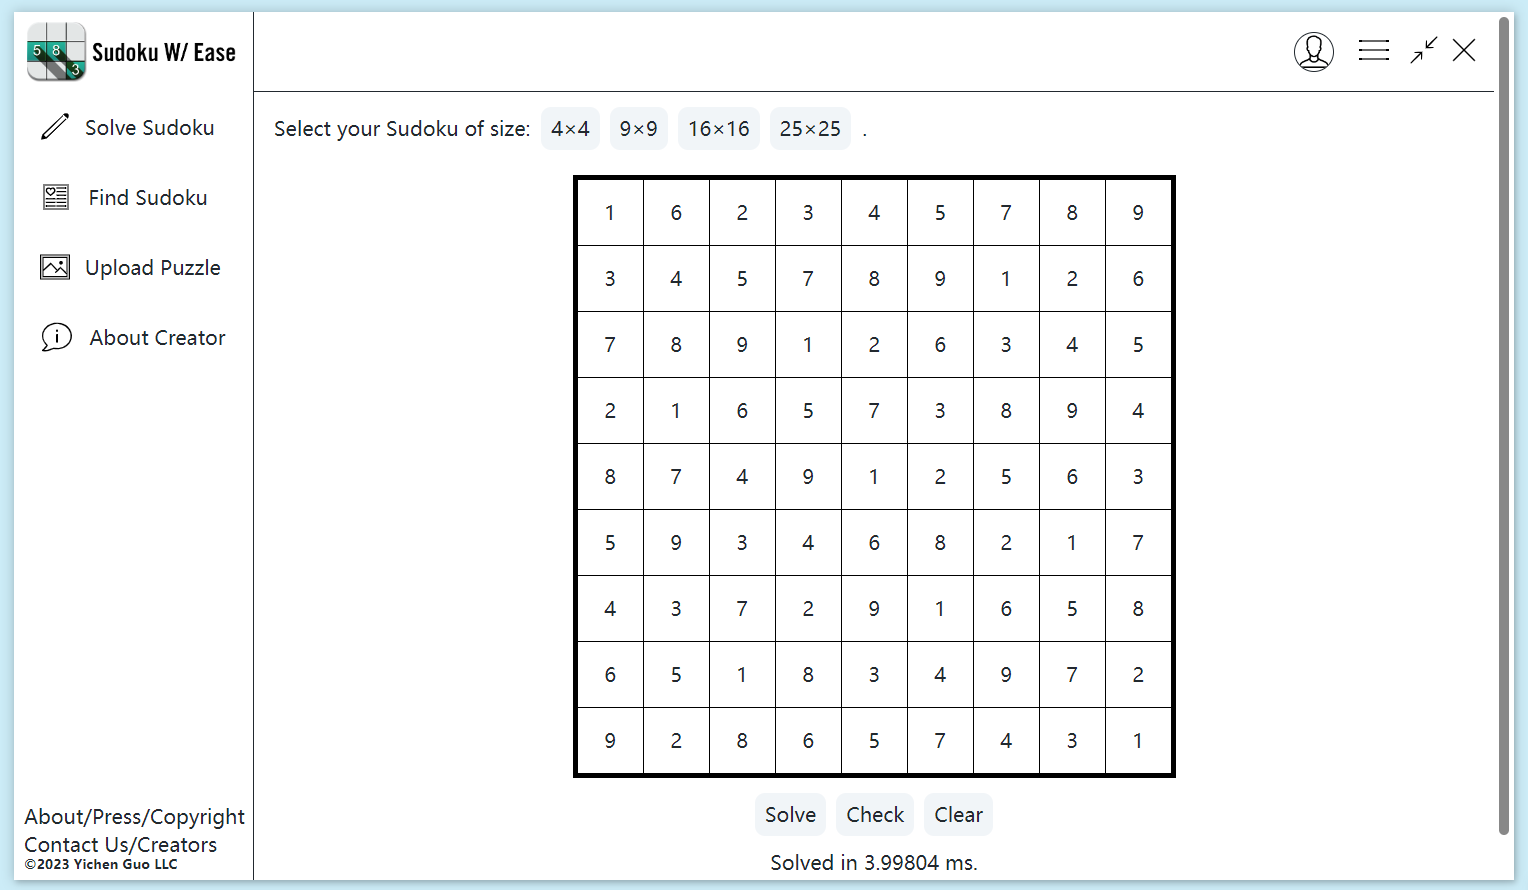 5 8 3
Sudoku W/ Ease
Solve Sudoku
Find Sudoku
Upload Puzzle
About Creator
About/Press/Copyright
Contact Us/Creators
©2023 Yichen Guo LLC
Select your Sudoku of size: 4×4 9×9 16×16 25×25 .
1 6 2 3 4 5 7 8 9
3 4 5 7 8 9 1 2 6
7 8 9 1 2 6 3 4 5
2 1 6 5 7 3 8 9 4
8 7 4 9 1 2 5 6 3
5 9 3 4 6 8 2 1 7
4 3 7 2 9 1 6 5 8
6 5 1 8 3 4 9 7 2
9 2 8 6 5 7 4 3 1
Solve Check Clear
Solved in 3.99804 ms.